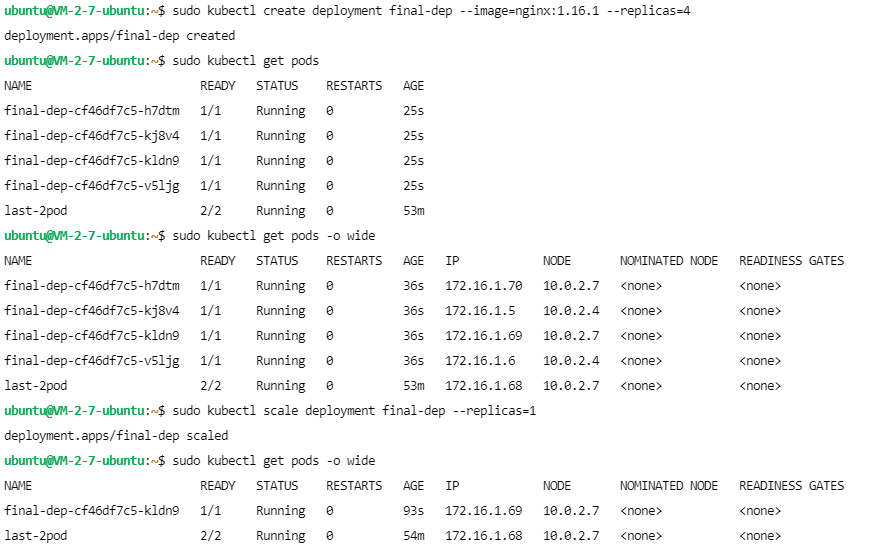 ubuntu@VM-2-7-ubuntu:~$ sudo kubectl create deployment final-dep --image=nginx:1.16.1 --replicas=4
deployment.apps/final-dep created
ubuntu@VM-2-7-ubuntu:~$ sudo kubectl get pods
NAME READY STATUS RESTARTS AGE
final-dep-cf46df7c5-h7dtm 1/1 Running 0 25s
final-dep-cf46df7c5-kj8v4 1/1 Running 0 25s
final-dep-cf46df7c5-kldn9 1/1 Running 0 25s
final-dep-cf46df7c5-v5ljg 1/1 Running 0 25s
last-2pod 2/2 Running 0 53m
ubuntu@VM-2-7-ubuntu:~$ sudo kubectl get pods -o wide
NAME READY STATUS RESTARTS AGE IP NODE NOMINATED NODE READINESS GATES
final-dep-cf46df7c5-h7dtm 1/1 Running 0 36s 172.16.1.70 10.0.2.7 <none> <none>
final-dep-cf46df7c5-kj8v4 1/1 Running 0 36s 172.16.1.5 10.0.2.4 <none> <none>
final-dep-cf46df7c5-kldn9 1/1 Running 0 36s 172.16.1.69 10.0.2.7 <none> <none>
final-dep-cf46df7c5-v5ljg 1/1 Running 0 36s 172.16.1.6 10.0.2.4 <none> <none>
last-2pod 2/2 Running 0 53m 172.16.1.68 10.0.2.7 <none> <none>
ubuntu@VM-2-7-ubuntu:~$ sudo kubectl scale deployment final-dep --replicas=1
deployment.apps/final-dep scaled
ubuntu@VM-2-7-ubuntu:~$ sudo kubectl get pods -o wide
NAME READY STATUS RESTARTS AGE IP NODE NOMINATED NODE READINESS GATES
final-dep-cf46df7c5-kldn9 1/1 Running 0 93s 172.16.1.69 10.0.2.7 <none> <none>
last-2pod 2/2 Running 0 54m 172.16.1.68 10.0.2.7 <none> <none>